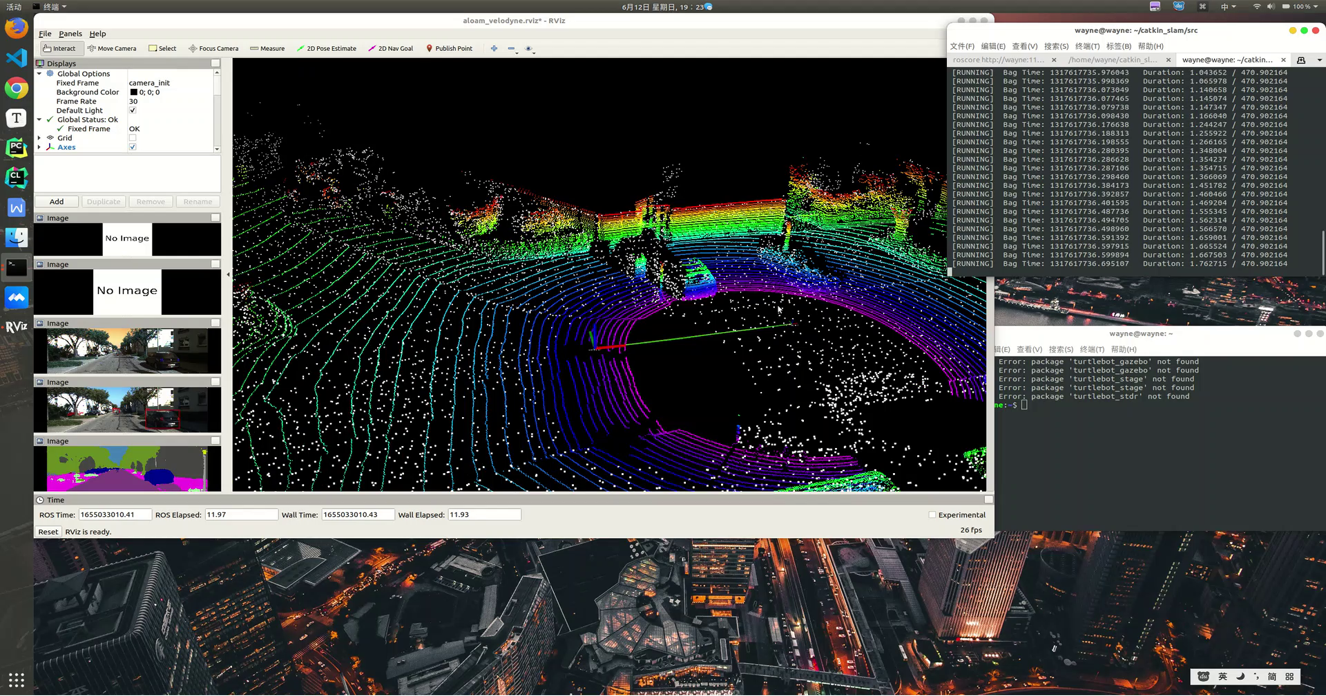 活动
终端
6月12日 星期日, 19：23
中
100 %
aloam_velodyne.rviz* - RViz
File Panels Help
Interact Move Camera Select Focus Camera Measure 2D Pose Estimate 2D Nav Goal Publish Point
Displays
Global Options
Fixed Frame camera_init
Background Color 0; 0; 0
Frame Rate 30
Default Light
Global Status: Ok
Fixed Frame OK
Grid
Axes
Add Duplicate Remove Rename
Image
No Image
Image
No Image
Image
Image
Image
Time
ROS Time: 1655033010.41 ROS Elapsed: 11.97 Wall Time: 1655033010.43 Wall Elapsed: 11.93 Experimental
Reset RViz is ready. 26 fps
T
PC
CL
W
RViz
wayne@wayne: ~/catkin_slam/src
文件(F) 编辑(E) 查看(V) 搜索(S) 终端(T) 标签(B) 帮助(H)
roscore http://wayne:11... /home/wayne/catkin_sl... wayne@wayne: ~/catkin...
[RUNNING] Bag Time: 1317617735.976043 Duration: 1.043652 / 470.902164
[RUNNING] Bag Time: 1317617735.998369 Duration: 1.065978 / 470.902164
[RUNNING] Bag Time: 1317617736.073049 Duration: 1.140658 / 470.902164
[RUNNING] Bag Time: 1317617736.077465 Duration: 1.145074 / 470.902164
[RUNNING] Bag Time: 1317617736.079738 Duration: 1.147347 / 470.902164
[RUNNING] Bag Time: 1317617736.098430 Duration: 1.166040 / 470.902164
[RUNNING] Bag Time: 1317617736.176638 Duration: 1.244247 / 470.902164
[RUNNING] Bag Time: 1317617736.188313 Duration: 1.255922 / 470.902164
[RUNNING] Bag Time: 1317617736.198555 Duration: 1.266165 / 470.902164
[RUNNING] Bag Time: 1317617736.280395 Duration: 1.348004 / 470.902164
[RUNNING] Bag Time: 1317617736.286628 Duration: 1.354237 / 470.902164
[RUNNING] Bag Time: 1317617736.287106 Duration: 1.354715 / 470.902164
[RUNNING] Bag Time: 1317617736.298460 Duration: 1.366069 / 470.902164
[RUNNING] Bag Time: 1317617736.384173 Duration: 1.451782 / 470.902164
[RUNNING] Bag Time: 1317617736.392857 Duration: 1.460466 / 470.902164
[RUNNING] Bag Time: 1317617736.401595 Duration: 1.469204 / 470.902164
[RUNNING] Bag Time: 1317617736.487736 Duration: 1.555345 / 470.902164
[RUNNING] Bag Time: 1317617736.494705 Duration: 1.562314 / 470.902164
[RUNNING] Bag Time: 1317617736.498960 Duration: 1.566570 / 470.902164
[RUNNING] Bag Time: 1317617736.591392 Duration: 1.659001 / 470.902164
[RUNNING] Bag Time: 1317617736.597915 Duration: 1.665524 / 470.902164
[RUNNING] Bag Time: 1317617736.599894 Duration: 1.667503 / 470.902164
[RUNNING] Bag Time: 1317617736.695107 Duration: 1.762715 / 470.902164
wayne@wayne: ~
辑(E) 查看(V) 搜索(S) 终端(T) 帮助(H)
Error: package 'turtlebot_gazebo' not found
Error: package 'turtlebot_gazebo' not found
Error: package 'turtlebot_stage' not found
Error: package 'turtlebot_stage' not found
Error: package 'turtlebot_stdr' not found
ne:~$
英 简